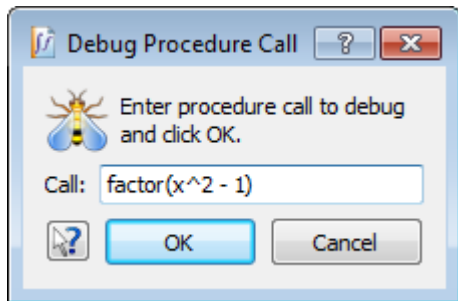 Debug Procedure Call
Enter procedure call to debug
and click OK.
Call: factor(x^2 - 1)
OK Cancel